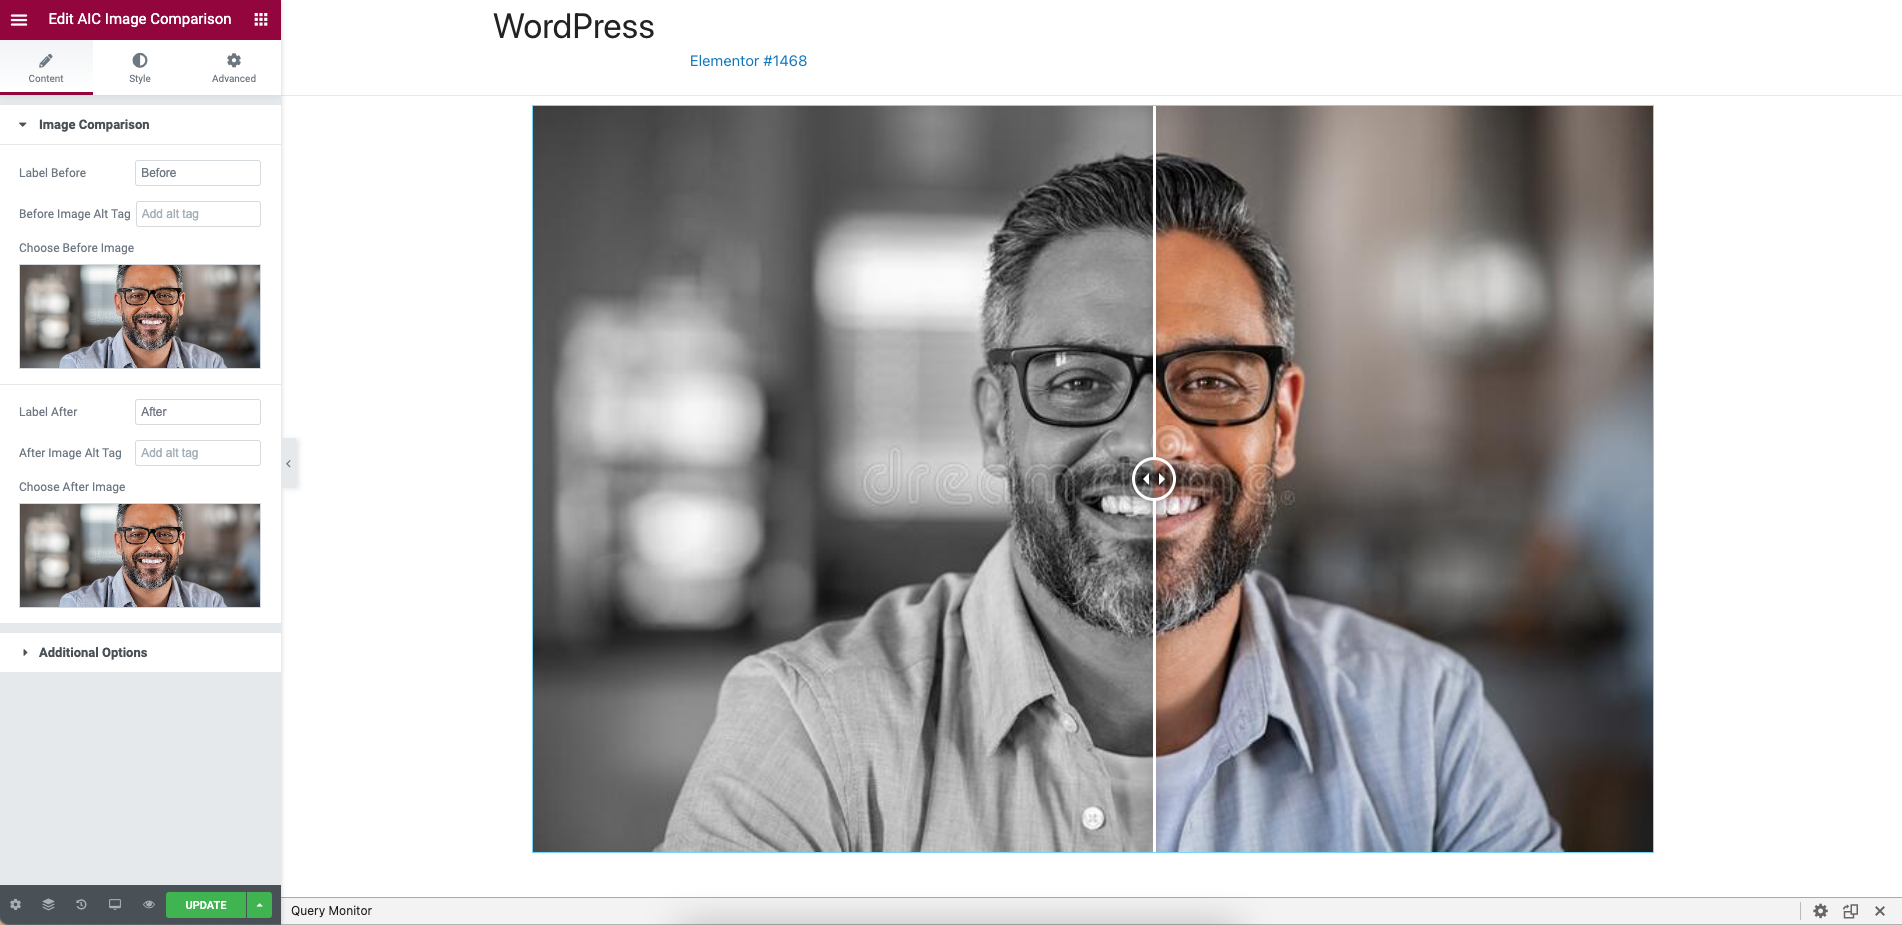 Edit AIC Image Comparison
Content
Style
Advanced
Image Comparison
Label Before
Before
Before Image Alt Tag
Add alt tag
Choose Before Image
Label After
After
After Image Alt Tag
Add alt tag
Choose After Image
Additional Options
UPDATE
WordPress
Elementor #1468
Query Monitor